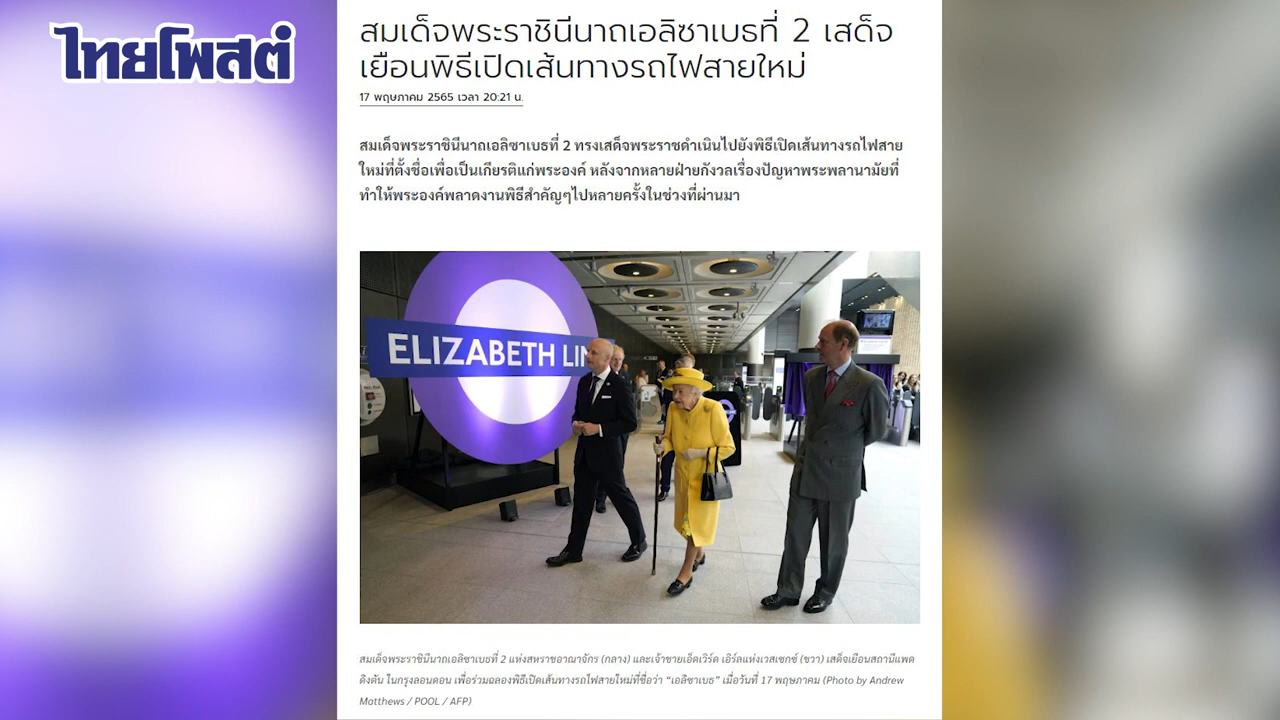 ไทยโพสต์
สมเด็จพระราชินีนาถเอลิซาเบธที่ 2 เสด็จ
เยือนพิธีเปิดเส้นทางรถไฟสายใหม่
17 พฤษภาคม 2565 เวลา 20:21 น.
สมเด็จพระราชินีนาถเอลิซาเบธที่ 2 ทรงเสด็จพระราชดำเนินไปยังพิธีเปิดเส้นทางรถไฟสาย
ใหม่ที่ตั้งชื่อเพื่อเป็นเกียรติแก่พระองค์ หลังจากหลายฝ่ายกังวลเรื่องปัญหาพระพลานามัยที่
ทำให้พระองค์พลาดงานพิธีสำคัญๆไปหลายครั้งในช่วงที่ผ่านมา
ELIZABETH LIN
สมเด็จพระราชินีนาถเอลิซาเบธที่ 2 แห่งสหราชอาณาจักร (กลาง) และเจ้าชายเอ็ดเวิร์ด เอิร์ลแห่งเวสเซกซ์ (ขวา) เสด็จเยือนสถานีแพด
ดิงตัน ในกรุงลอนดอน เพื่อร่วมฉลองพิธีเปิดเส้นทางรถไฟสายใหม่ที่ชื่อว่า “เอลิซาเบธ” เมื่อวันที่ 17 พฤษภาคม (Photo by Andrew
Matthews / POOL / AFP)